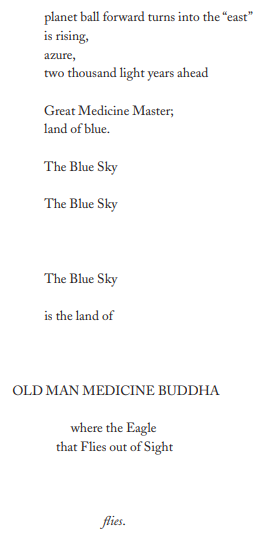 planet ball forward turns into the “east”
is rising,
azure,
two thousand light years ahead
Great Medicine Master;
land of blue.
The Blue Sky
The Blue Sky
The Blue Sky
is the land of
OLD MAN MEDICINE BUDDHA
where the Eagle
that Flies out of Sight
flies.